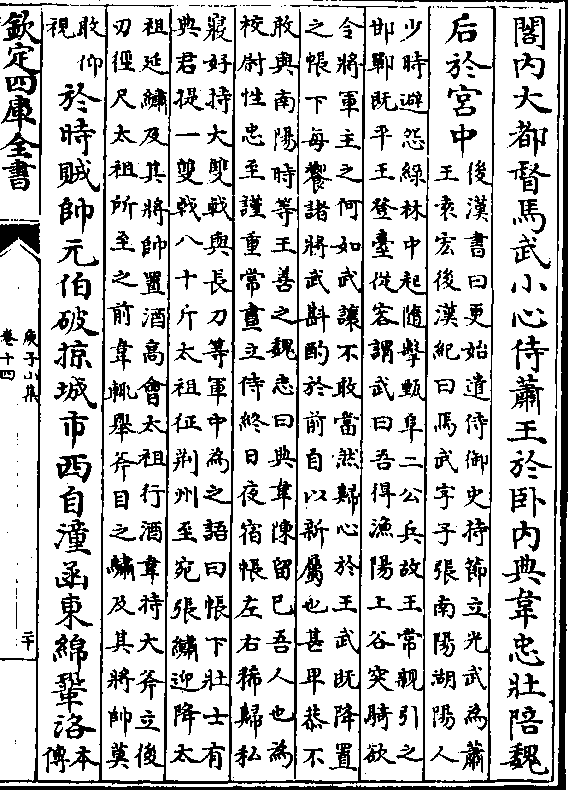 閤内大都督馬武小心侍蕭王於卧内典韋忠壯陪魏
后於宮中
後漢書曰更始遣侍御史持節立光武為蕭
王袁宏後漢紀曰馬武字子張南陽湖陽人
少時避怨綠林中起隨擊甄阜二公兵故王常親引之
邯鄲既平王登臺從容謂武曰吾得漁陽上谷突騎欲
令將軍主之何如武讓不敢當然歸心於王武既降置
之帳下每饗諸將武斟酌於前自以新屬也甚卑恭不
敢與南陽時等王善之魏志曰典韋陳留已吾人也為
校尉性忠至謹重常晝立侍終日夜宿帳左右稀歸私
寢好持大雙戟與長刀等軍中為之語曰帳下壯士有
典君提一雙戟八十斤太祖征荆州至宛張繡迎降太
祖延繡及其將帥置酒高會太祖行酒韋持大斧立後
刃徑尺太祖所至之前韋輒舉斧目之繡及其將帥莫
敢仰
視
於時賊帥元伯破掠城市西自潼函東綿鞏洛
本
傳
欽定四庫全書
庾子山集
卷十四
二十